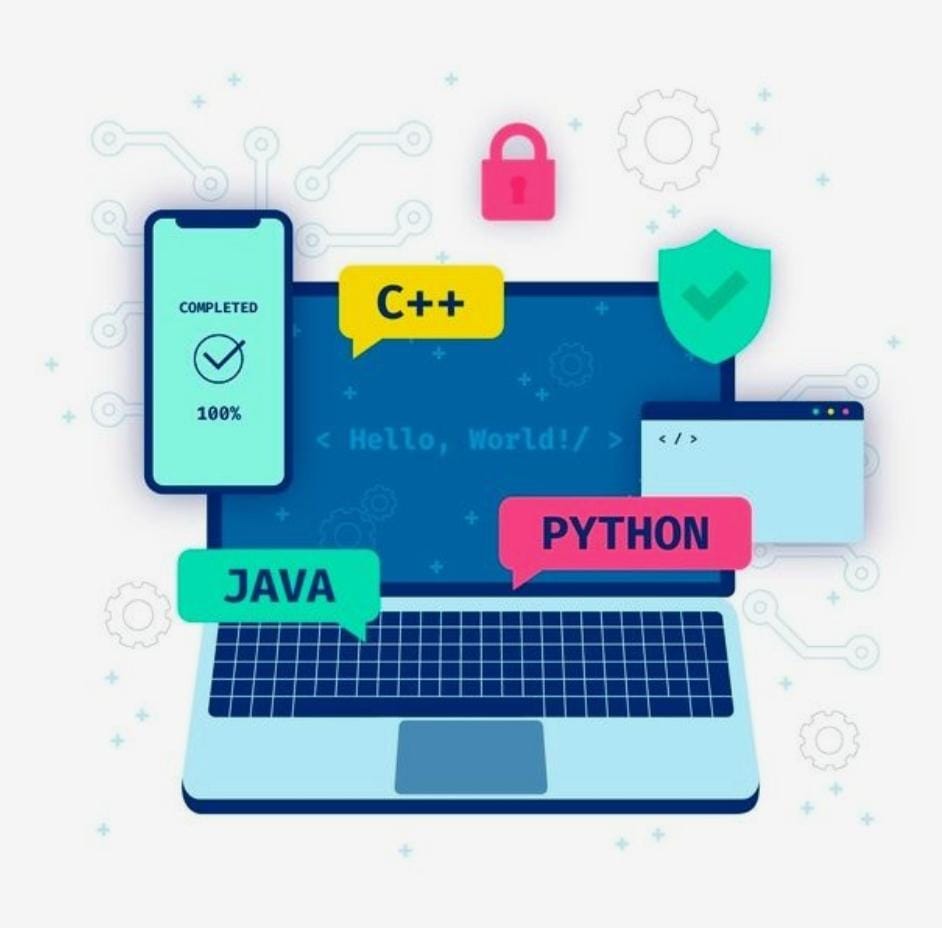 C++
COMPLETED
100%
< Hello, World!/ >
</>
PYTHON
JAVA